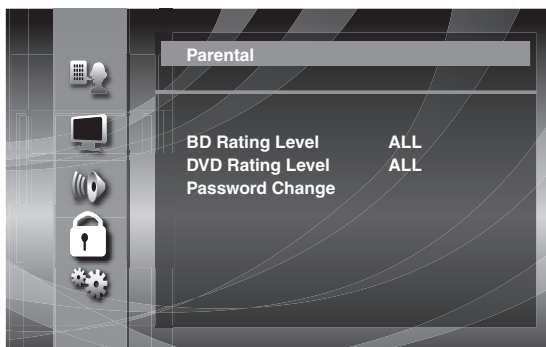 Parental
BD Rating Level ALL
DVD Rating Level ALL
Password Change